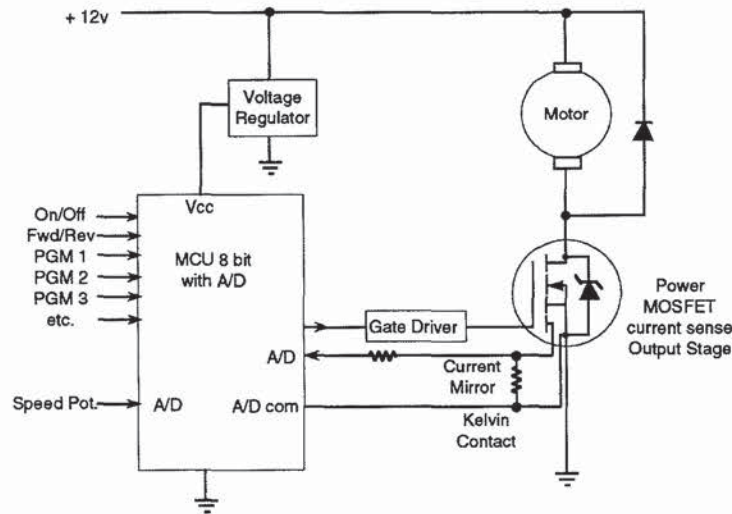 + 12v
Voltage
Regulator
Motor
Vcc
On/Off
Fwd/Rev
PGM 1
PGM 2
PGM 3
etc.
MCU 8 bit
with A/D
Gate Driver
Power
MOSFET
current sense
Output Stage
A/D
Current
Mirror
Speed Pot.
A/D
A/D com
Kelvin
Contact